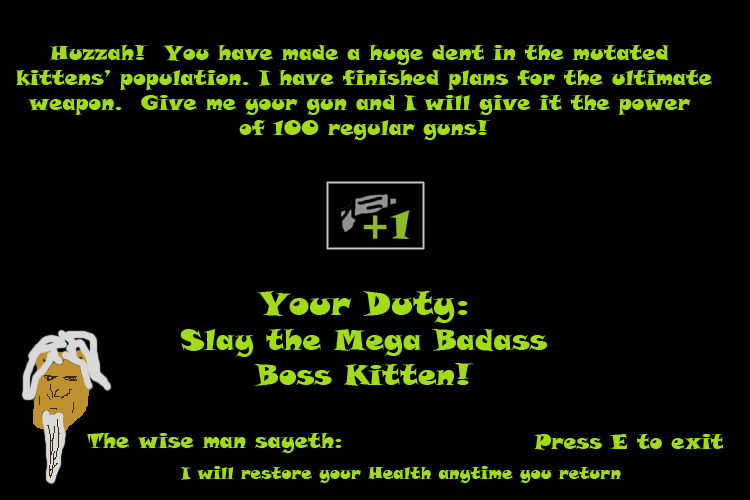 Huzzah! You have made a huge dent in the mutated
kittens' population. I have finished plans for the ultimate
weapon. Give me your gun and I will give it the power
of 100 regular guns!
+1
Your Duty:
Slay the Mega Badass
Boss Kitten!
The wise man sayeth:
Press E to exit
I will restore your Health anytime you return